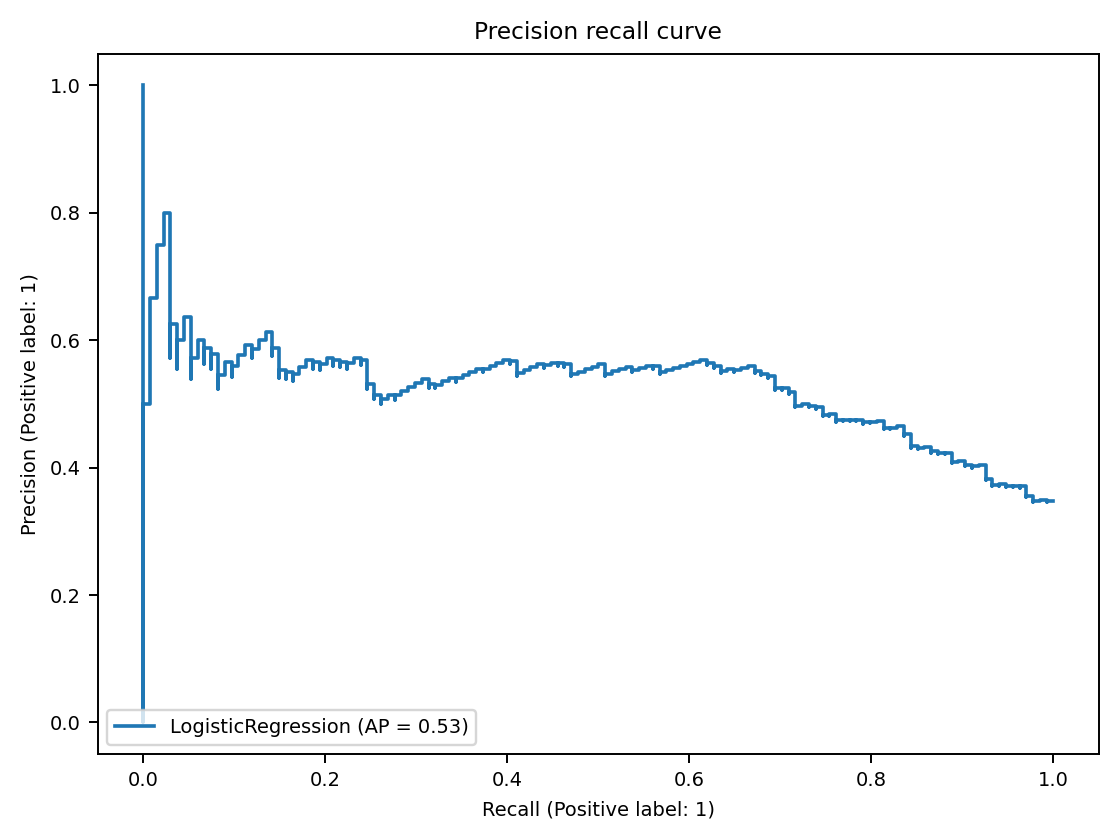 Precision recall curve
1.0
0.8
0.6
0.4
0.2
0.0
Precision (Positive label: 1)
LogisticRegression (AP = 0.53)
0.0 0.2 0.4 0.6 0.8 1.0
Recall (Positive label: 1)